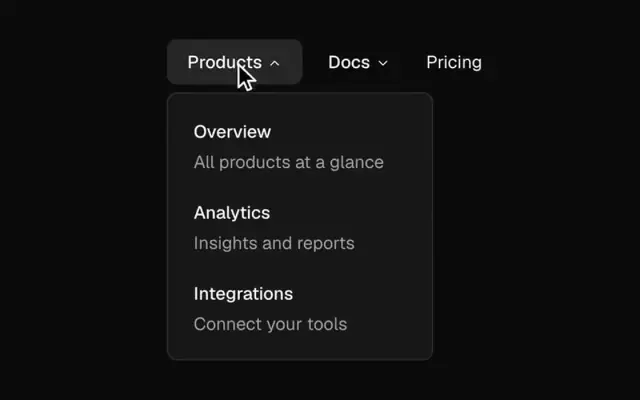 Products Docs Pricing
Overview
All products at a glance
Analytics
Insights and reports
Integrations
Connect your tools